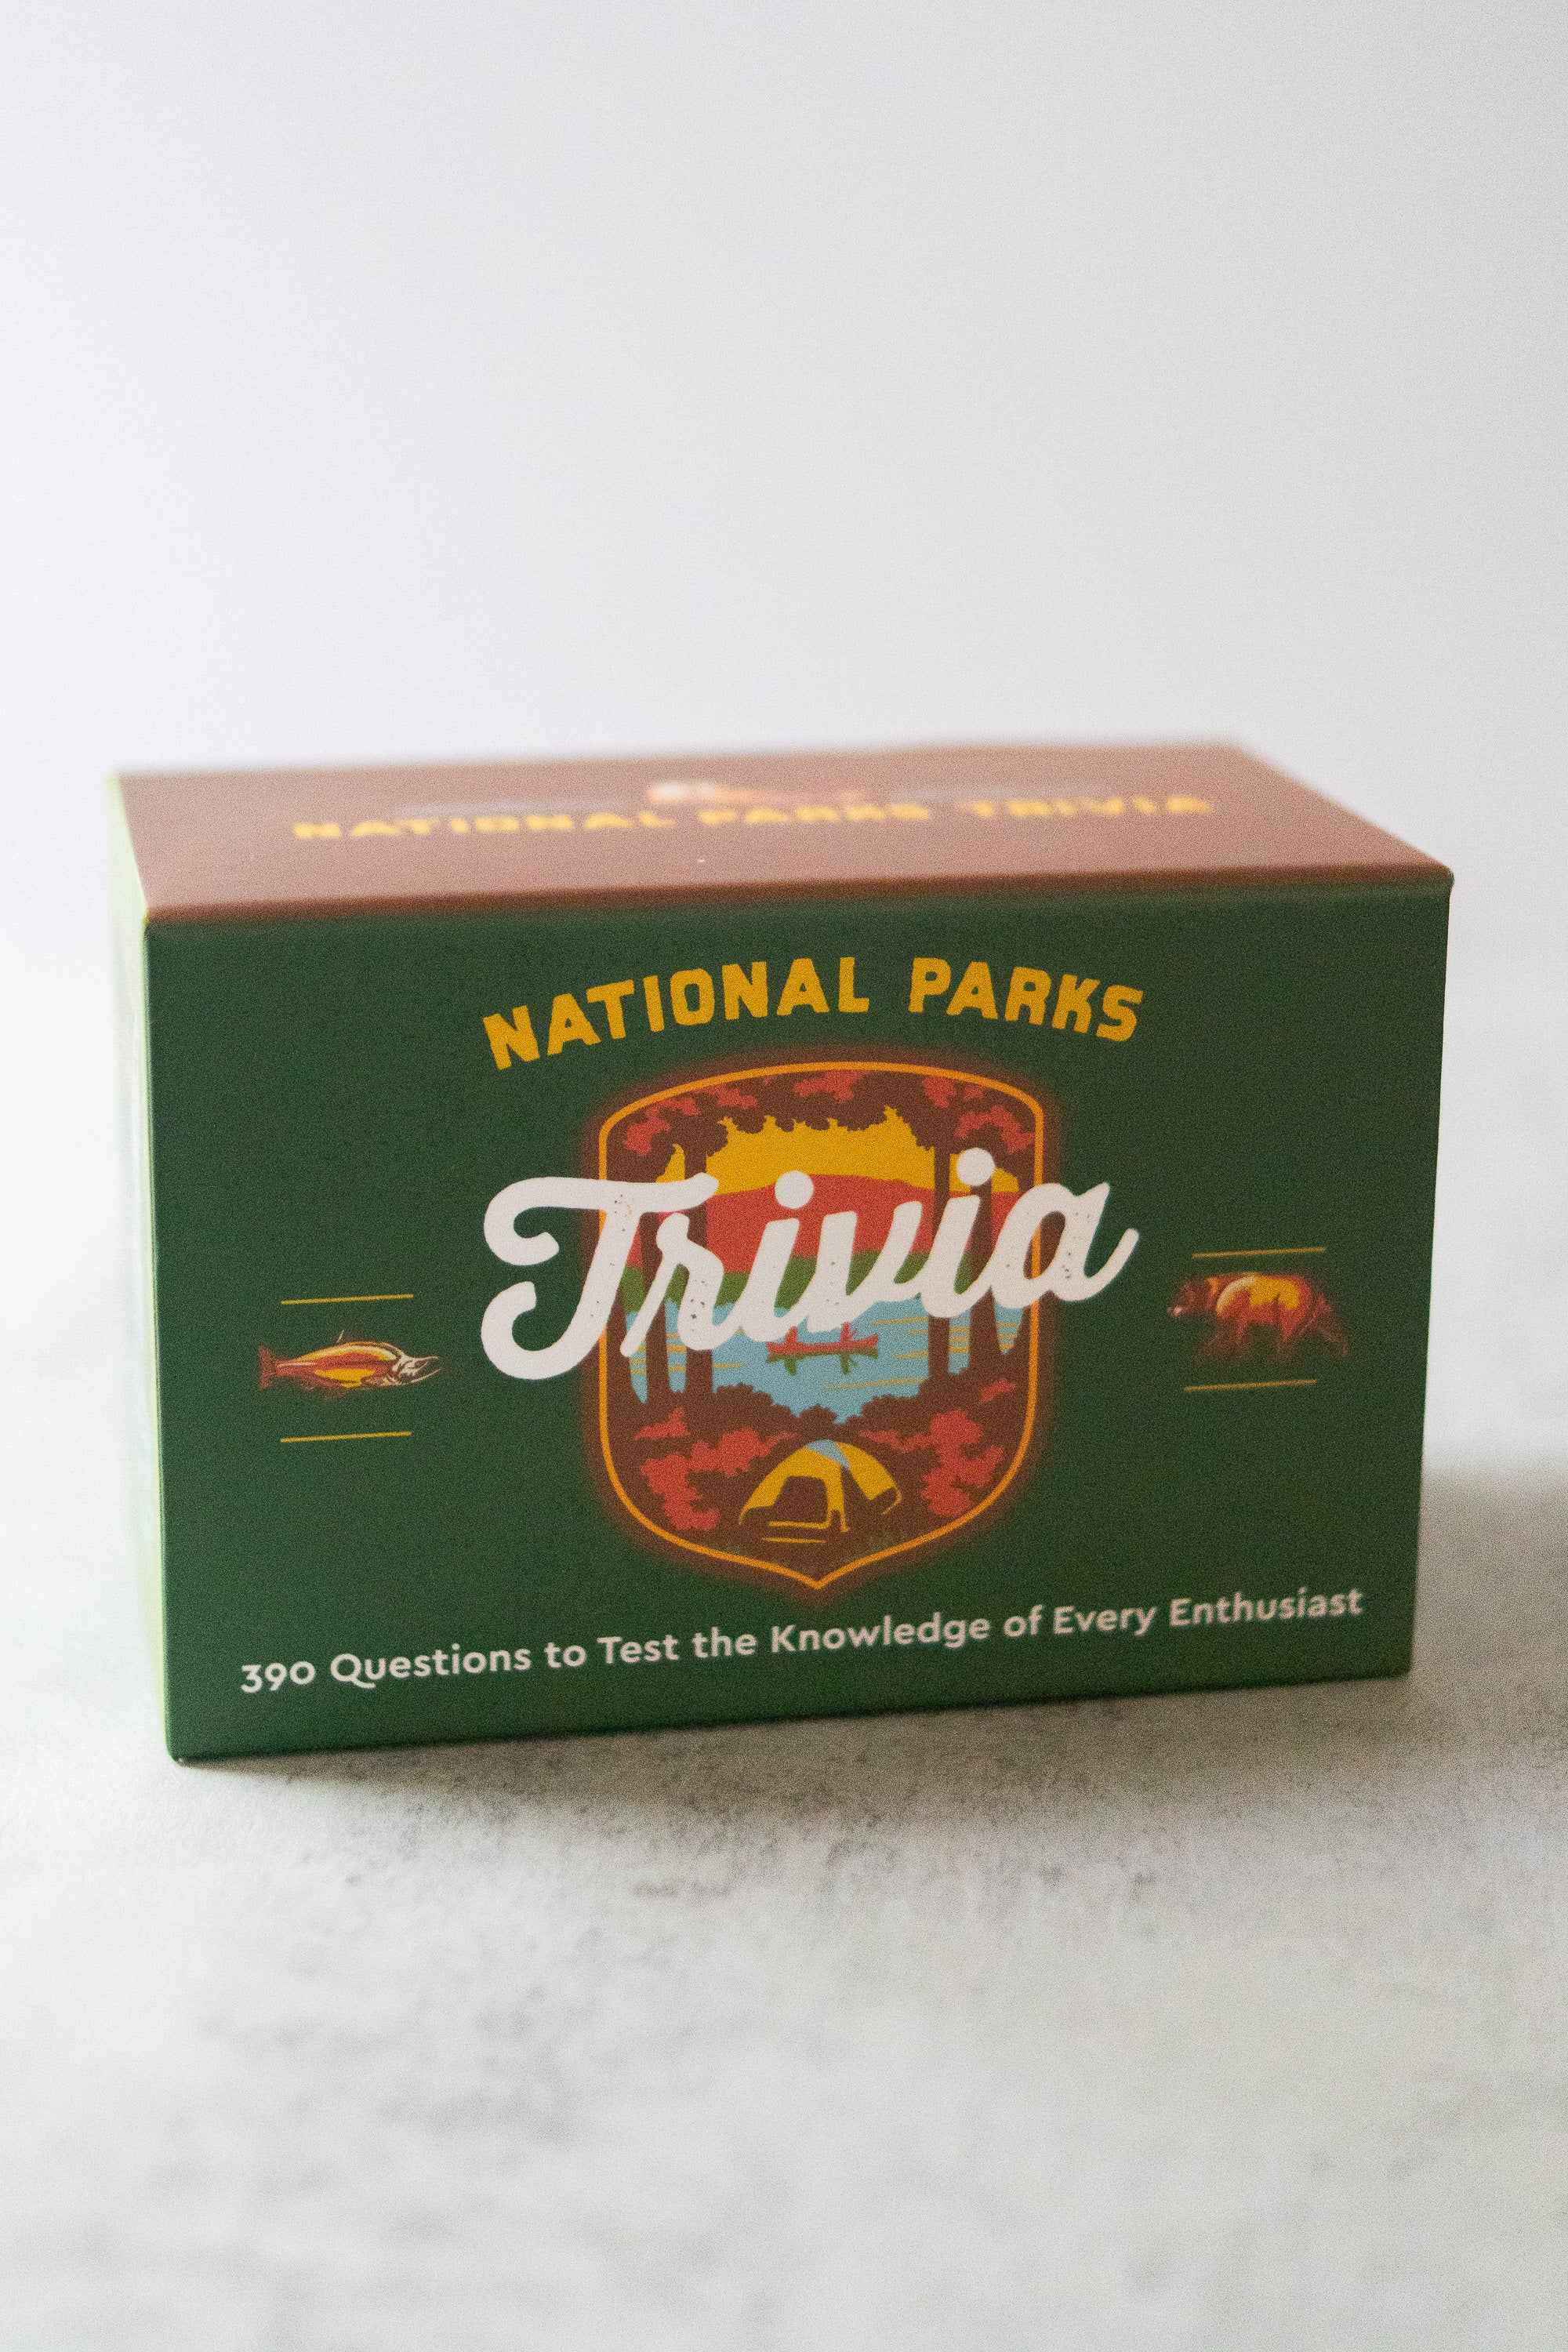 NATIONAL PARKS TRIVIA
NATIONAL PARKS
Trivia
390 Questions to Test the Knowledge of Every Enthusiast